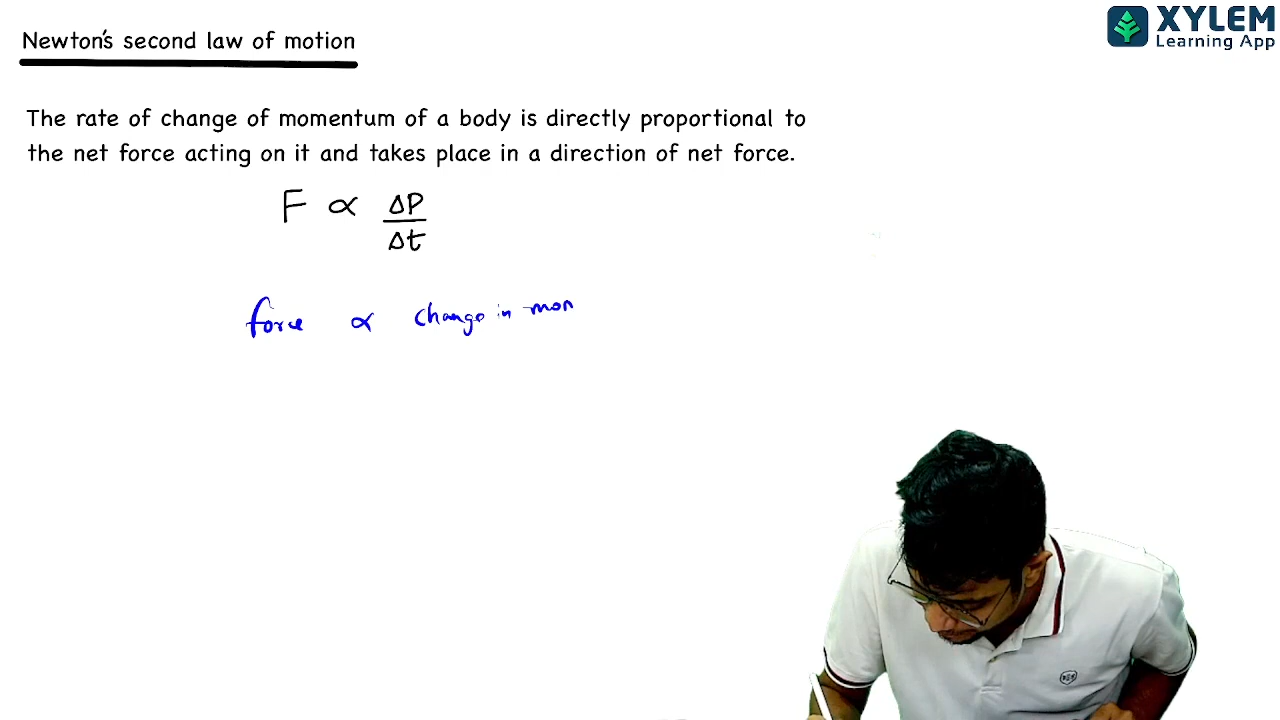 Newton's second law of motion
XYLEM
Learning App
The rate of change of momentum of a body is directly proportional to
the net force acting on it and takes place in a direction of net force.
F ∝ ΔP
Δt
force ∝ change in mon